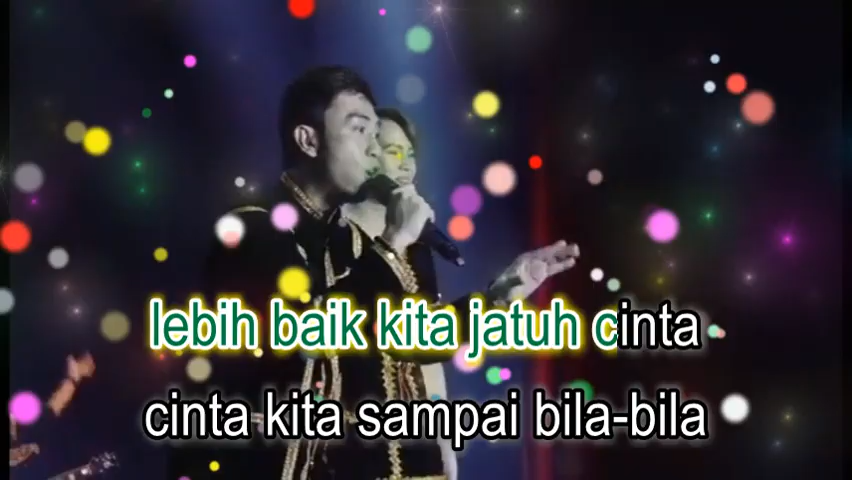 lebih baik kita jatuh cinta
cinta kita sampai bila-bila